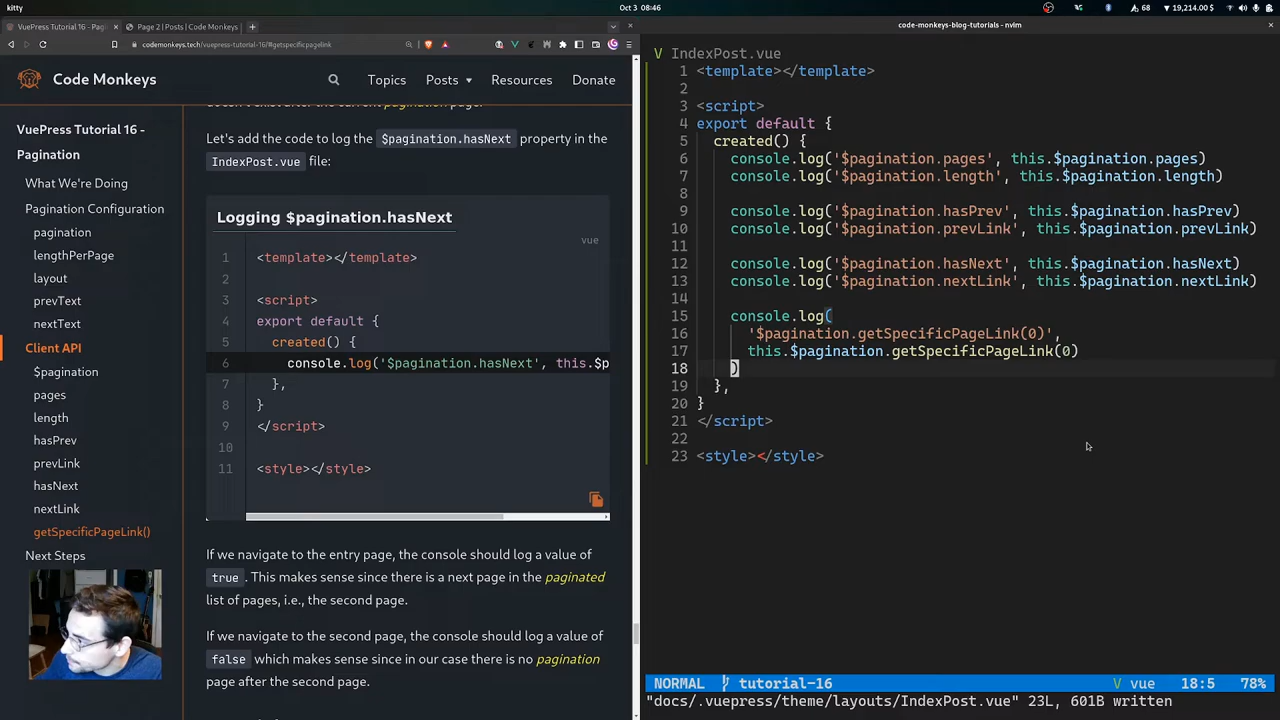 kitty
Oct 3 08:46
68
19,214.00 $
VuePress Tutorial 16 - Pagi
Page 2 | Posts | Code Monkeys
codemonkeys.tech/vuepress-tutorial-16/#getspecificpagelink
Code Monkeys
Topics
Posts
Resources
Donate
VuePress Tutorial 16 -
Pagination
What We're Doing
Pagination Configuration
pagination
lengthPerPage
layout
prevText
nextText
Client API
$pagination
pages
length
hasPrev
prevLink
hasNext
nextLink
getSpecificPageLink()
Next Steps
doesn't exist after the current pagination page.
Let's add the code to log the $pagination.hasNext property in the
IndexPost.vue file:
Logging $pagination.hasNext
vue
1 <template></template>
2
3 <script>
4 export default {
5 created() {
6 console.log('$pagination.hasNext', this.$p
7 },
8 }
9 </script>
10
11 <style></style>
If we navigate to the entry page, the console should log a value of
true . This makes sense since there is a next page in the paginated
list of pages, i.e., the second page.
If we navigate to the second page, the console should log a value of
false which makes sense since in our case there is no pagination
page after the second page.
code-monkeys-blog-tutorials - nvim
IndexPost.vue
1 <template></template>
2
3 <script>
4 export default {
5 created() {
6 console.log('$pagination.pages', this.$pagination.pages)
7 console.log('$pagination.length', this.$pagination.length)
8
9 console.log('$pagination.hasPrev', this.$pagination.hasPrev)
10 console.log('$pagination.prevLink', this.$pagination.prevLink)
11
12 console.log('$pagination.hasNext', this.$pagination.hasNext)
13 console.log('$pagination.nextLink', this.$pagination.nextLink)
14
15 console.log(
16 '$pagination.getSpecificPageLink(0)',
17 this.$pagination.getSpecificPageLink(0)
18 )
19 },
20 }
21 </script>
22
23 <style></style>
NORMAL tutorial-16 vue 18:5 78%
"docs/.vuepress/theme/layouts/IndexPost.vue" 23L, 601B written